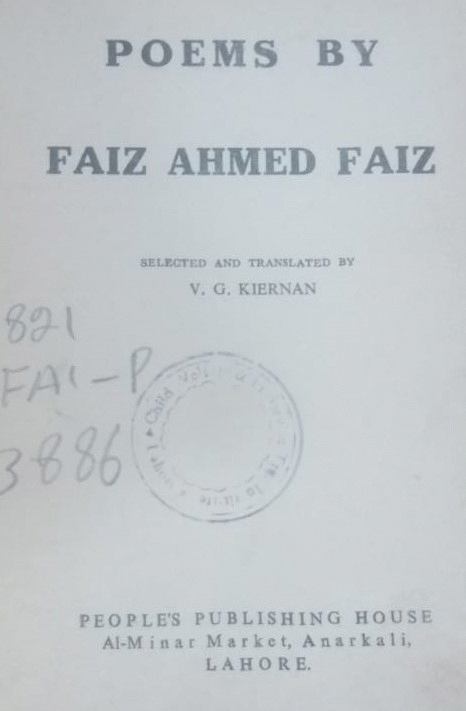 POEMS BY
FAIZ AHMED FAIZ
SELECTED AND TRANSLATED BY
V. G. KIERNAN
821
FAI-P
3886
Child
PEOPLE'S PUBLISHING HOUSE
Al-Minar Market, Anarkali,
LAHORE.